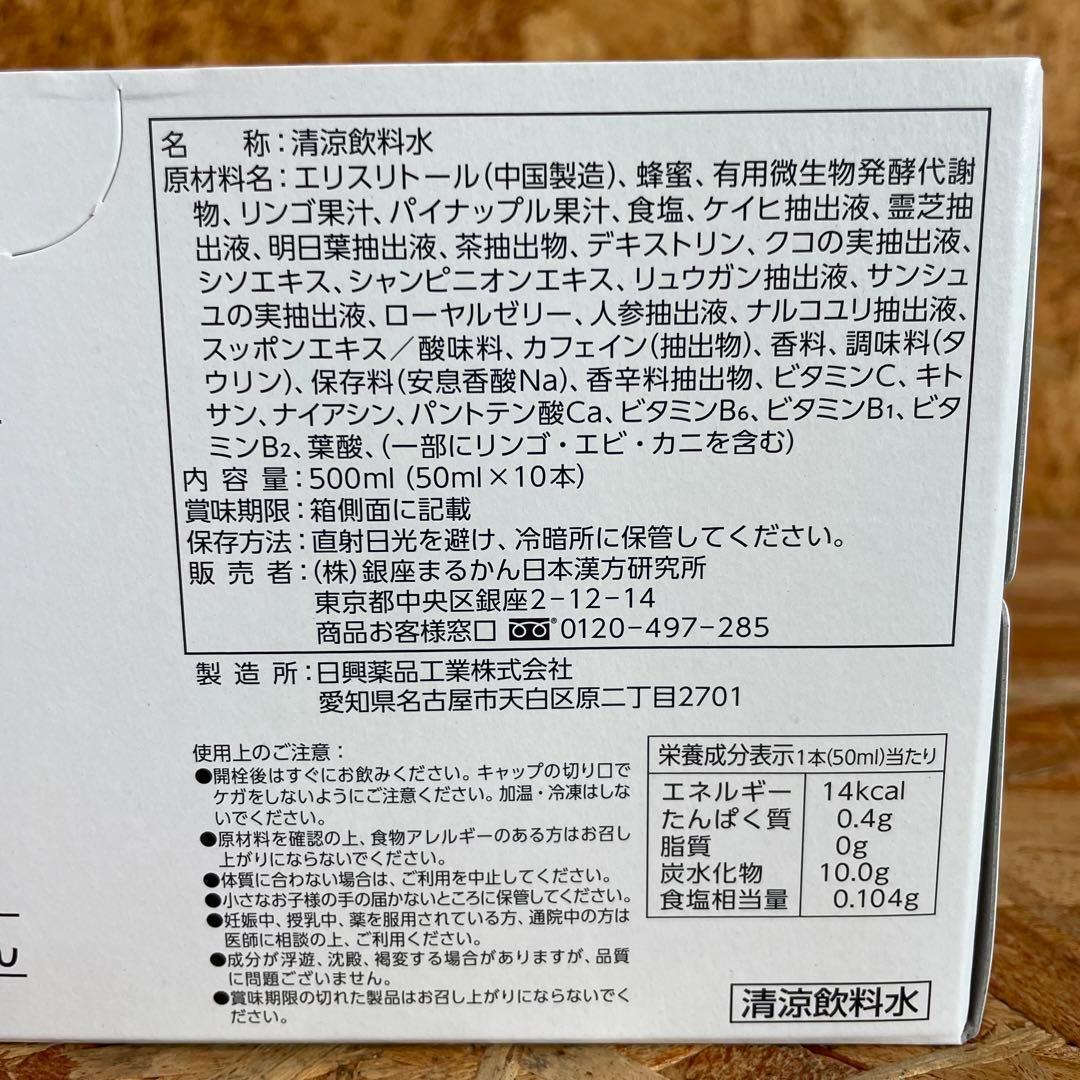 名　　称：清涼飲料水
原材料名：エリスリトール（中国製造）、蜂蜜、有用微生物発酵代謝
物、リンゴ果汁、パイナップル果汁、食塩、ケイヒ抽出液、霊芝抽
出液、明日葉抽出液、茶抽出物、デキストリン、クコの実抽出液、
シソエキス、シャンピニオンエキス、リュウガン抽出液、サンシュ
ユの実抽出液、ローヤルゼリー、人参抽出液、ナルコユリ抽出液、
スッポンエキス／酸味料、カフェイン（抽出物）、香料、調味料（タ
ウリン）、保存料（安息香酸Na）、香辛料抽出物、ビタミンC、キト
サン、ナイアシン、パントテン酸Ca、ビタミンB₆、ビタミンB₁、ビタ
ミンB₂、葉酸、（一部にリンゴ・エビ・カニを含む）
内容量：500ml（50ml×10本）
賞味期限：箱側面に記載
保存方法：直射日光を避け、冷暗所に保管してください。
販売者：（株）銀座まるかん日本漢方研究所
東京都中央区銀座2-12-14
商品お客様窓口 0120-497-285
製造所：日興薬品工業株式会社
愛知県名古屋市天白区原二丁目2701
使用上のご注意：
●開栓後はすぐにお飲みください。キャップの切り口で
ケガをしないようにご注意ください。加温・冷凍はしな
いでください。
●原材料を確認の上、食物アレルギーのある方はお召し
上がりにならないでください。
●体質に合わない場合は、ご利用を中止してください。
●小さなお子様の手の届かないところに保管してください。
●妊娠中、授乳中、薬を服用されている方、通院中の方は
医師に相談の上、ご利用ください。
●成分が浮遊、沈殿、褐変する場合がありますが、品質
に問題ございません。
●賞味期限の切れた製品はお召し上がりにならないでく
ださい。
栄養成分表示 1本(50ml)当たり
エネルギー 14kcal
たんぱく質 0.4g
脂質 0g
炭水化物 10.0g
食塩相当量 0.104g
清涼飲料水